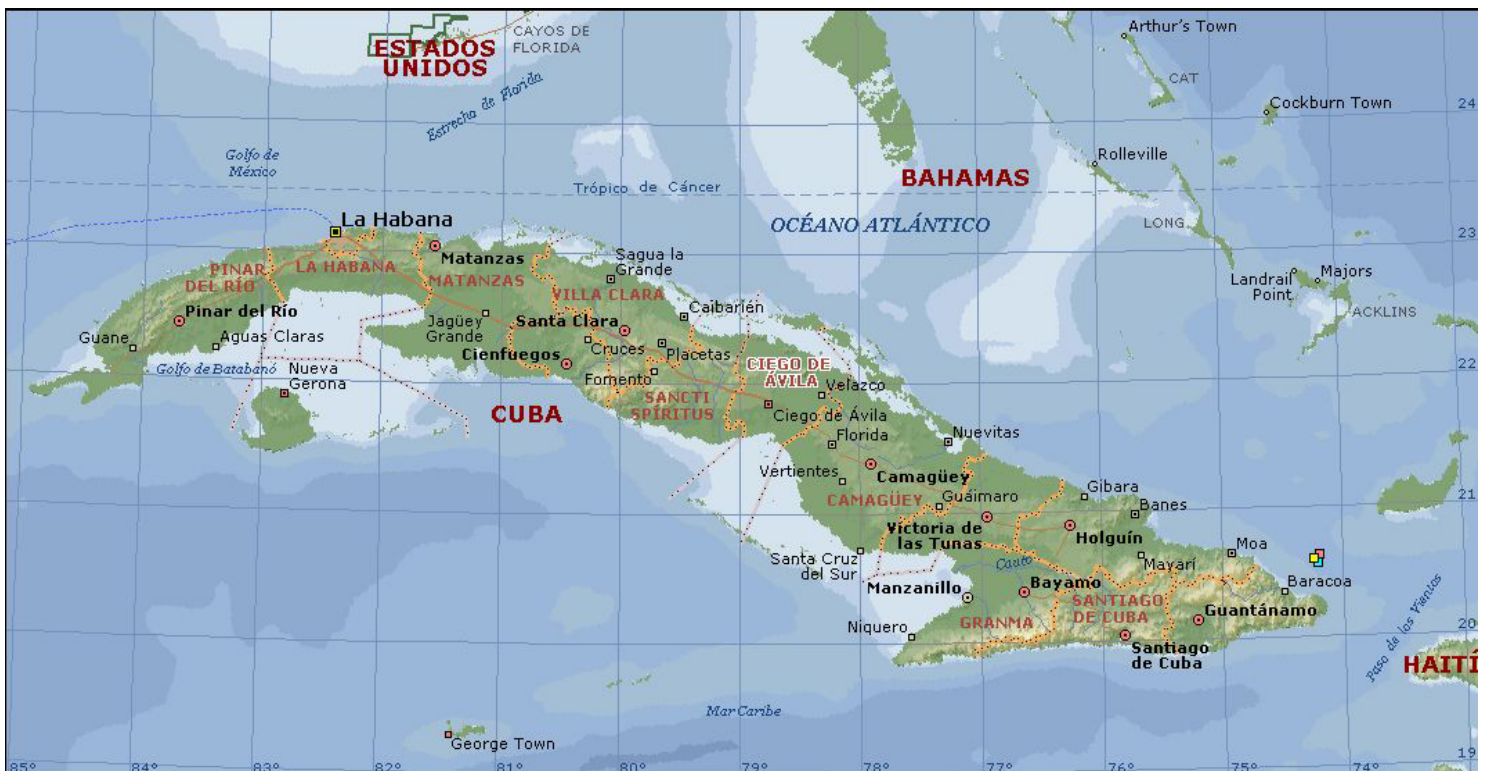 CAYOS DE
FLORIDA
ESTADOS
UNIDOS
Estrecho de Florida
Arthur's Town
CAT
Cockburn Town
24
Golfo de
México
Rolleville
BAHAMAS
Trópico de Cáncer
OCÉANO ATLÁNTICO
La Habana
LONG
23
Matanzas
Sagua la
Grande
PINAR
DEL RÍO
LA HABANA
MATANZAS
VILLA CLARA
Landrail
Point
Majors
Pinar del Río
Caibarién
ACKLINS
Jagüey
Grande
Santa Clara
Guane
Aguas Claras
Cienfuegos
Cruces
Placetas
Golfo de Batabanó
Nueva
Gerona
Fomento
CIEGO DE
ÁVILA
Velazco
22
SANCTI
SPÍRITUS
CUBA
Ciego de Ávila
Florida
Nuevitas
Vertientes
Camagüey
CAMAGÜEY
Guáimaro
Gibara
Banes
21
Victoria de
las Tunas
Holguín
Santa Cruz
del Sur
Cauto
Mayarí
Moa
Manzanillo
Bayamo
Baracoa
SANTIAGO
DE CUBA
Guantánamo
Niquero
GRANMA
20
Santiago
de Cuba
Paso de los Vientos
HAITÍ
Mar Caribe
George Town
19
85°
84°
83°
82°
81°
80°
79°
78°
77°
76°
75°
74°